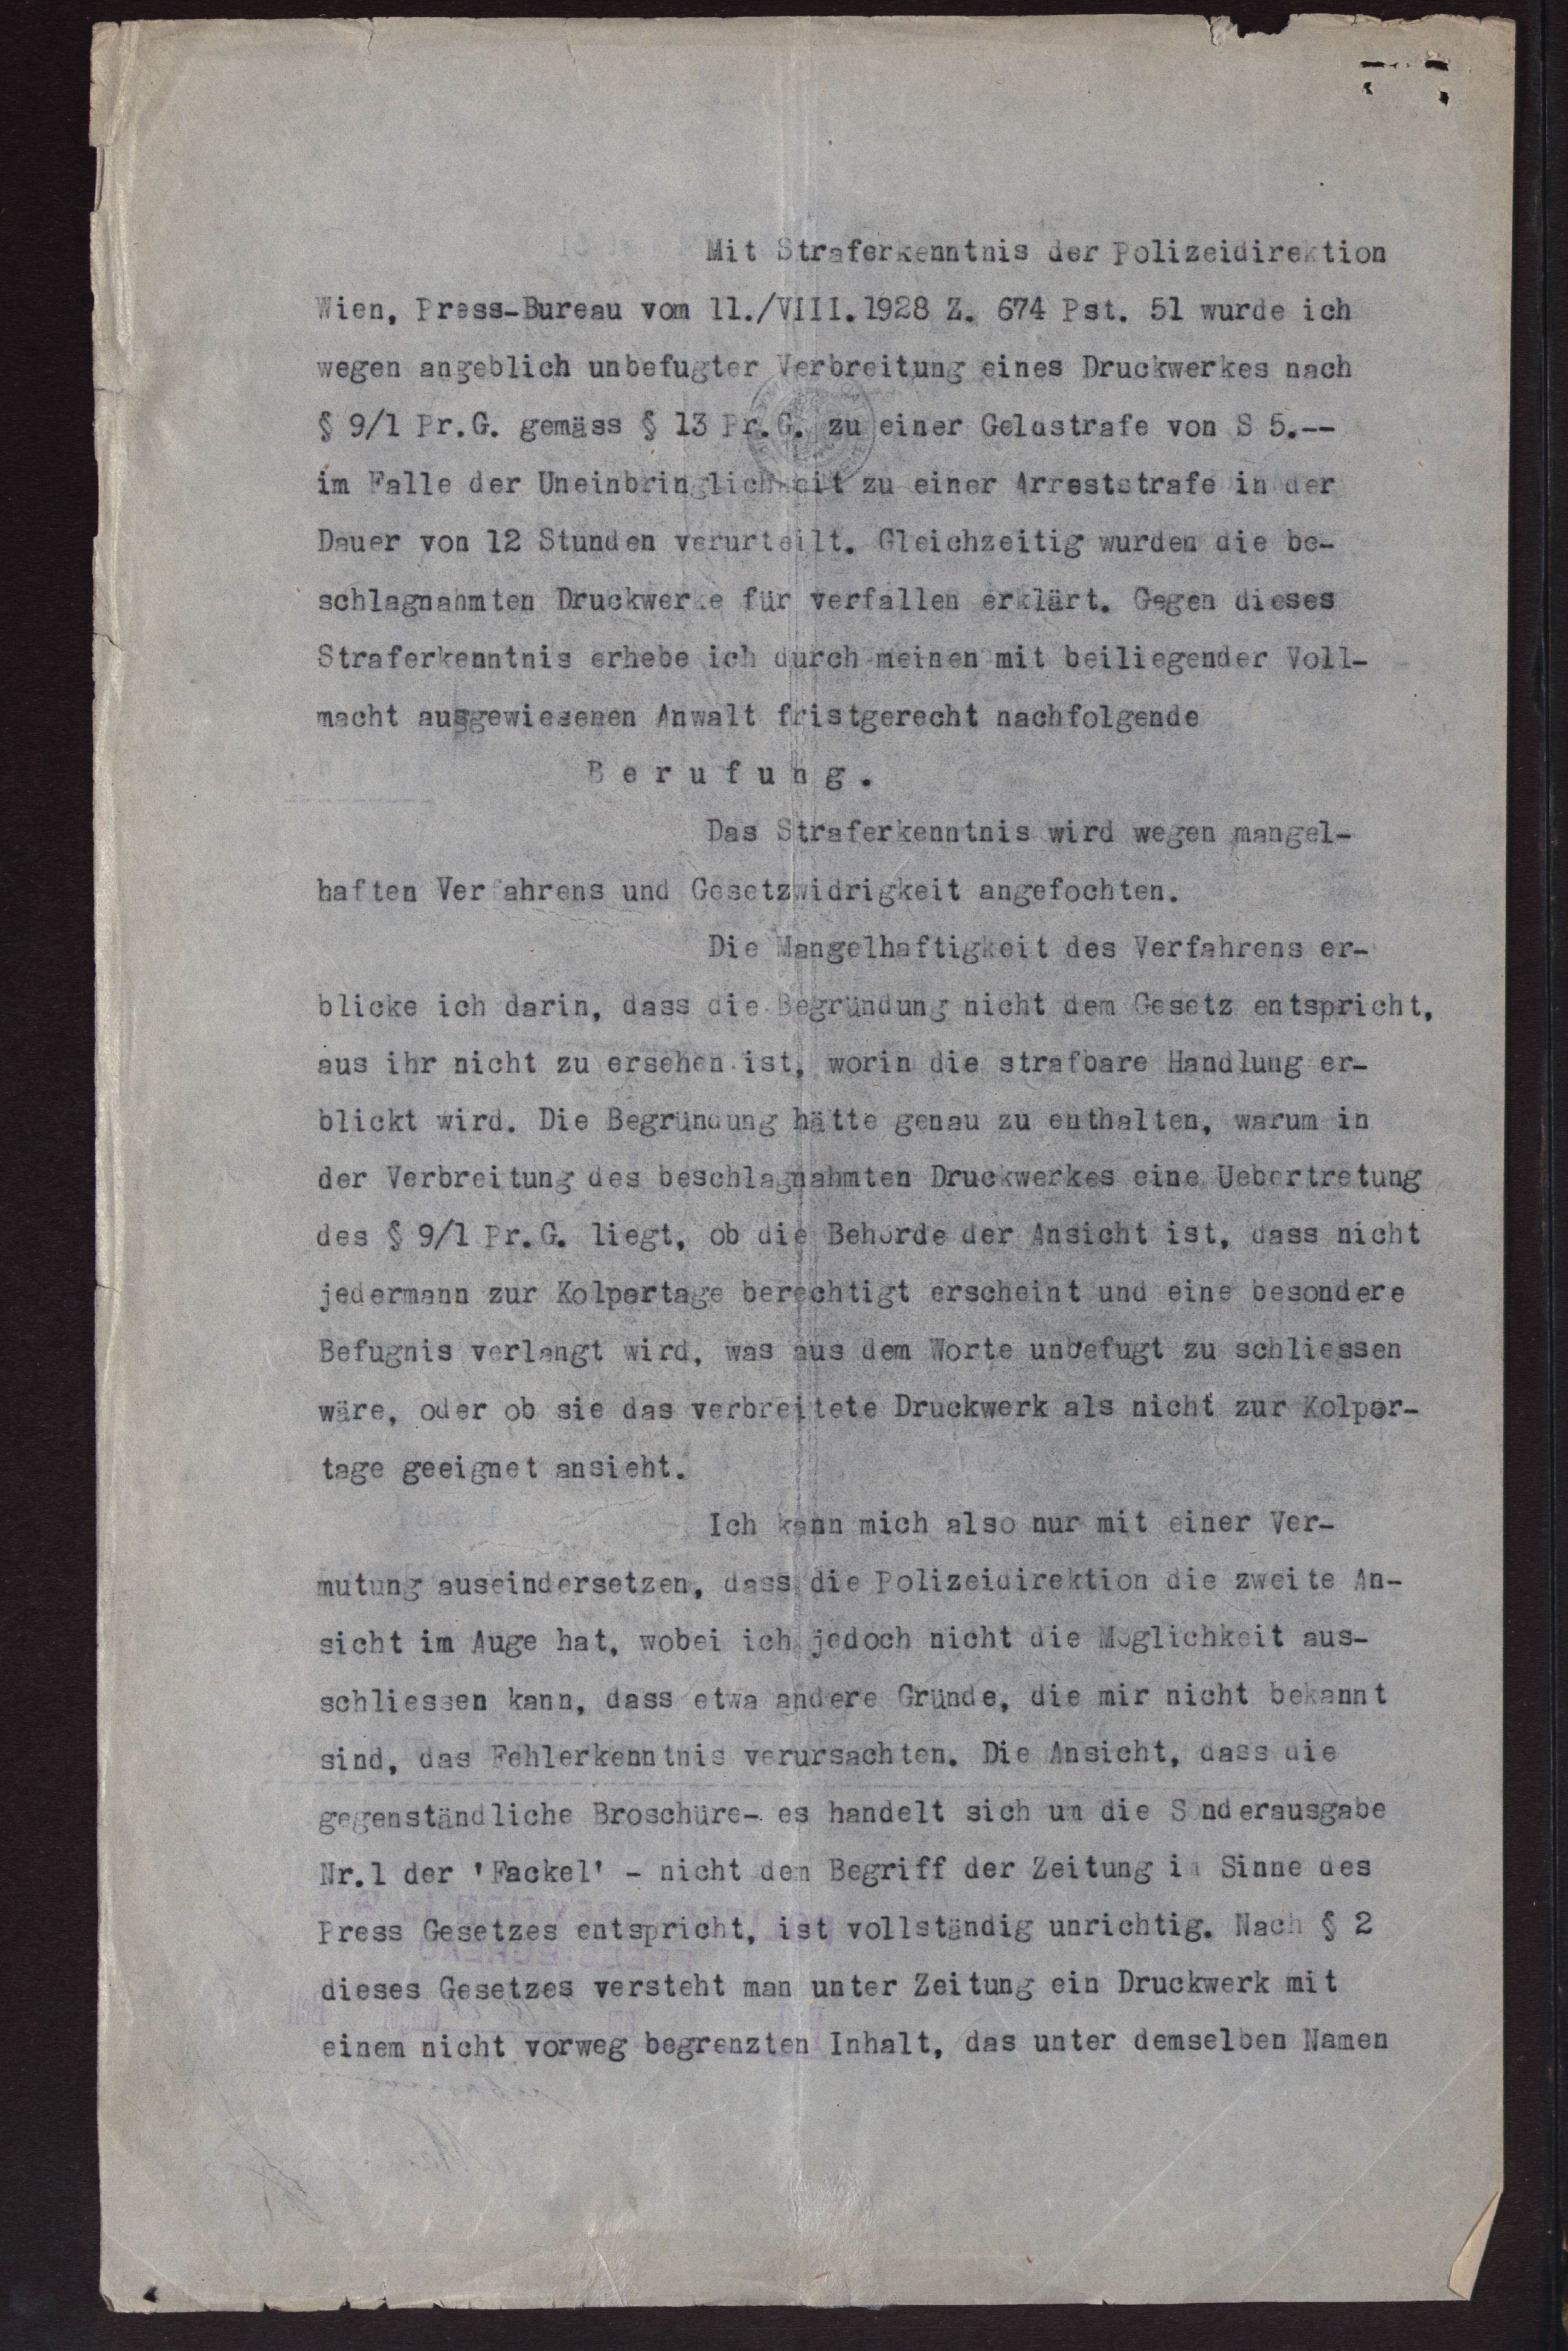 Mit Straferkenntnis der Polizeidirektion
Wien, Press-Bureau vom 11./VIII.1928 Z. 674 Pst. 51 wurde ich
wegen angeblich unbefugter Verbreitung eines Druckwerkes nach
§ 9/1 Pr.G. gemäss § 13 Pr.G. zu einer Geldstrafe von S 5.--
im Falle der Uneinbringlichkeit zu einer Arreststrafe in der
Dauer von 12 Stunden verurteilt. Gleichzeitig wurden die be-
schlagnahmten Druckwerke für verfallen erklärt. Gegen dieses
Straferkenntnis erhebe ich durch meinen mit beiliegender Voll-
macht ausgewiesenen Anwalt fristgerecht nachfolgende
B e r u f u n g .
Das Straferkenntnis wird wegen mangel-
haften Verfahrens und Gesetzwidrigkeit angefochten.
Die Mangelhaftigkeit des Verfahrens er-
blicke ich darin, dass die Begründung nicht dem Gesetz entspricht,
aus ihr nicht zu ersehen ist, worin die strafbare Handlung er-
blickt wird. Die Begründung hätte genau zu enthalten, warum in
der Verbreitung des beschlagnahmten Druckwerkes eine Uebertretung
des § 9/1 Pr.G. liegt, ob die Behörde der Ansicht ist, dass nicht
jedermann zur Kolportage berechtigt erscheint und eine besondere
Befugnis verlangt wird, was aus dem Worte unbefugt zu schliessen
wäre, oder ob sie das verbreitete Druckwerk als nicht zur Kolpor-
tage geeignet ansieht.
Ich kann mich also nur mit einer Ver-
mutung auseindersetzen, dass die Polizeidirektion die zweite An-
sicht im Auge hat, wobei ich jedoch nicht die Möglichkeit aus-
schliessen kann, dass etwa andere Gründe, die mir nicht bekannt
sind, das Fehlerkenntnis verursachten. Die Ansicht, dass die
gegenständliche Broschüre- es handelt sich um die Sonderausgabe
Nr.1 der 'Fackel' - nicht dem Begriff der Zeitung im Sinne des
Press Gesetzes entspricht, ist vollständig unrichtig. Nach § 2
dieses Gesetzes versteht man unter Zeitung ein Druckwerk mit
einem nicht vorweg begrenzten Inhalt, das unter demselben Namen